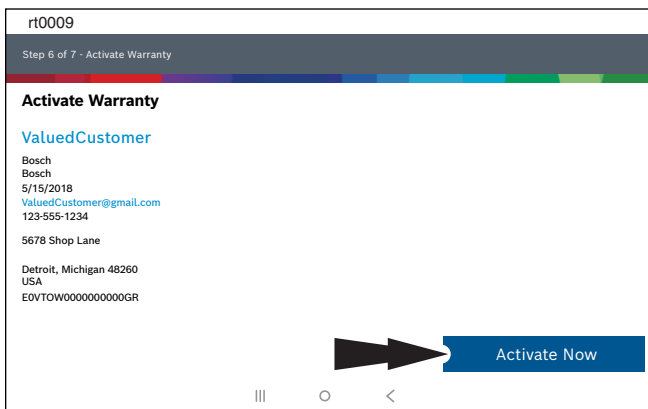 rt0009
Step 6 of 7 - Activate Warranty
Activate Warranty
ValuedCustomer
Bosch
Bosch
5/15/2018
ValuedCustomer@gmail.com
123-555-1234
5678 Shop Lane
Detroit, Michigan 48260
USA
E0VTOW0000000000GR
Activate Now